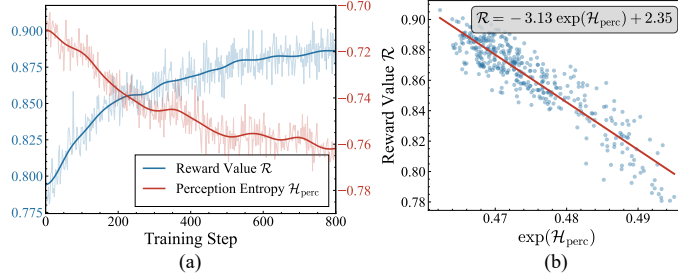 0.900
0.875
0.850
0.825
0.800
0.775
−0.70
−0.72
−0.74
−0.76
−0.78
0 200 400 600 800
Training Step
Reward Value R
Perception Entropy H_perc
(a)
R = − 3.13 exp(H_perc) + 2.35
Reward Value R
0.90
0.88
0.86
0.84
0.82
0.80
0.78
0.47 0.48 0.49
exp(H_perc)
(b)